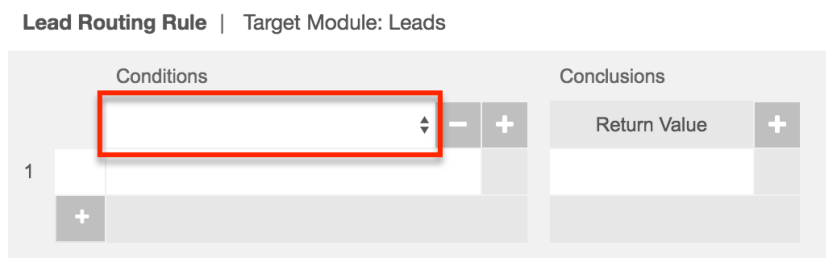 Lead Routing Rule | Target Module: Leads
Conditions Conclusions
Return Value
1